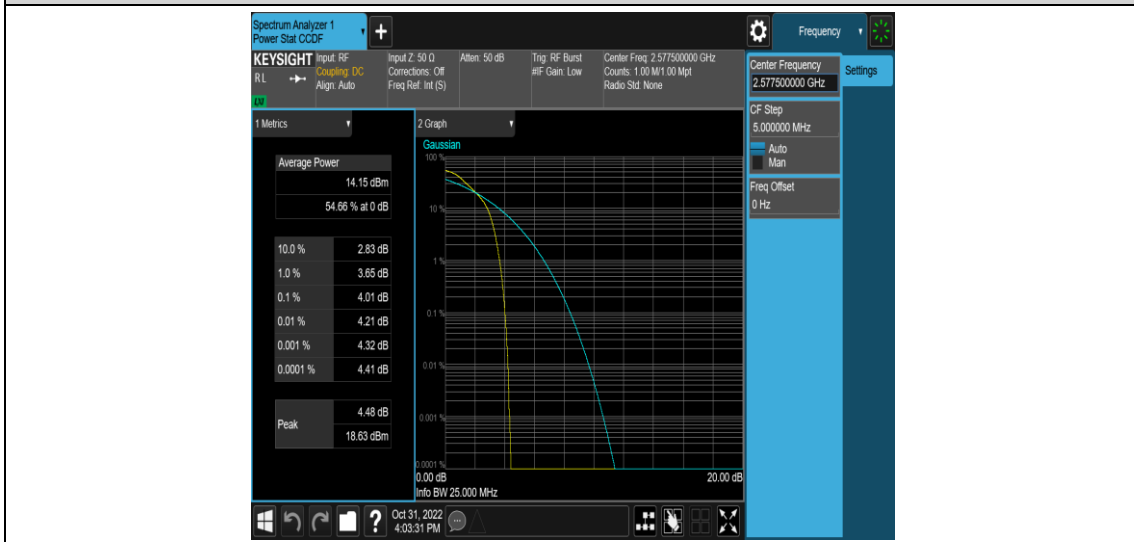 Spectrum Analyzer 1
Power Stat CCDF
+
Frequency
KEYSIGHT
RL
LXI
Input: RF
Coupling: DC
Align: Auto
Input Z: 50 Ω
Corrections: Off
Freq Ref: Int (S)
Atten: 50 dB
Trig: RF Burst
#IF Gain: Low
Center Freq: 2.577500000 GHz
Counts: 1.00 M/1.00 Mpt
Radio Std: None
Center Frequency
2.577500000 GHz
Settings
CF Step
5.000000 MHz
Auto
Man
Freq Offset
0 Hz
1 Metrics
Average Power
14.15 dBm
54.66 % at 0 dB
10.0 % 2.83 dB
1.0 % 3.65 dB
0.1 % 4.01 dB
0.01 % 4.21 dB
0.001 % 4.32 dB
0.0001 % 4.41 dB
Peak
4.48 dB
18.63 dBm
2 Graph
Gaussian
100 %
10 %
1 %
0.1 %
0.01 %
0.001 %
0.0001 %
0.00 dB 20.00 dB
Info BW 25.000 MHz
?
Oct 31, 2022
4:03:31 PM